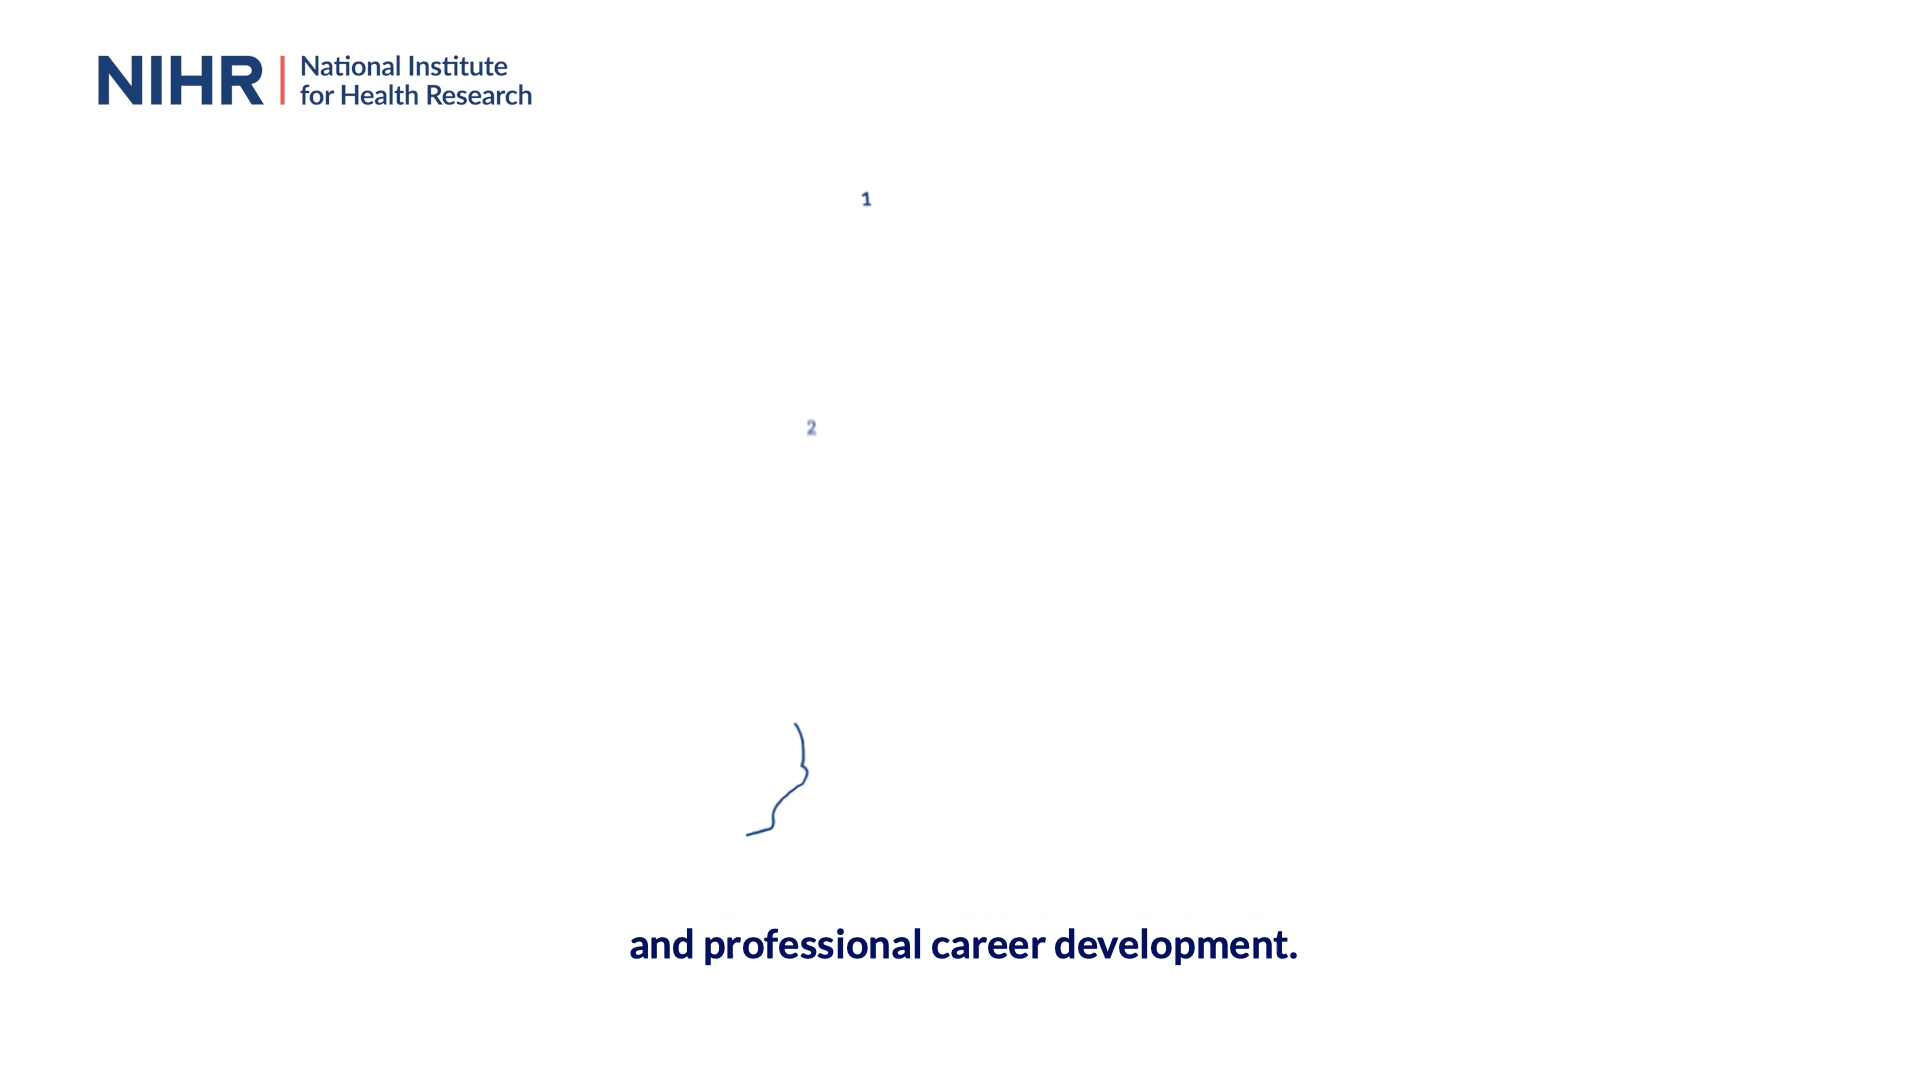 NIHR
National Institute
for Health Research
1
2
and professional career development.